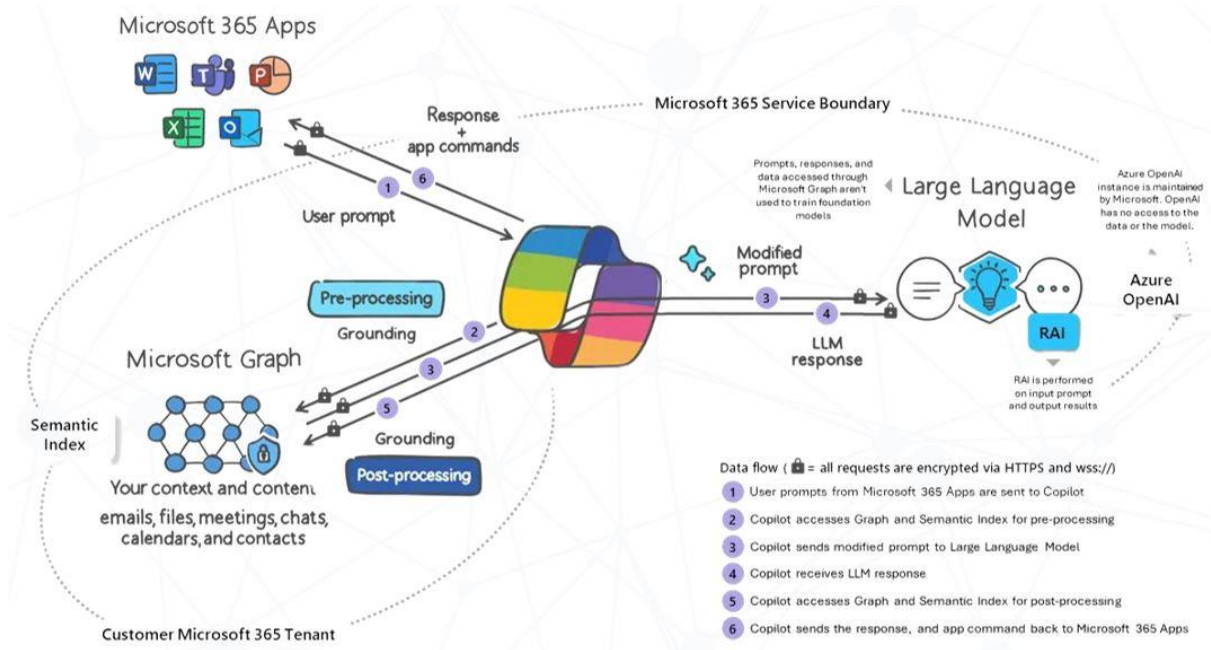 Microsoft 365 Apps
W
T
P
X
O
Response
+
app commands
6
1
User prompt
Microsoft 365 Service Boundary
Prompts, responses, and
data accessed through
Microsoft Graph aren't
used to train foundation
models
Large Language
Model
Azure OpenAI
instance is maintained
by Microsoft. OpenAI
has no access to the
data or the model.
Azure
OpenAI
Modified
prompt
3
4
LLM
response
RAI
RAI is performed
on input prompt
and output results
Pre-processing
Grounding
2
3
5
Microsoft Graph
Semantic
Index
Grounding
Post-processing
Your context and content
emails, files, meetings, chats,
calendars, and contacts
Customer Microsoft 365 Tenant
Data flow ( = all requests are encrypted via HTTPS and wss://)
1 User prompts from Microsoft 365 Apps are sent to Copilot
2 Copilot accesses Graph and Semantic Index for pre-processing
3 Copilot sends modified prompt to Large Language Model
4 Copilot receives LLM response
5 Copilot accesses Graph and Semantic Index for post-processing
6 Copilot sends the response, and app command back to Microsoft 365 Apps